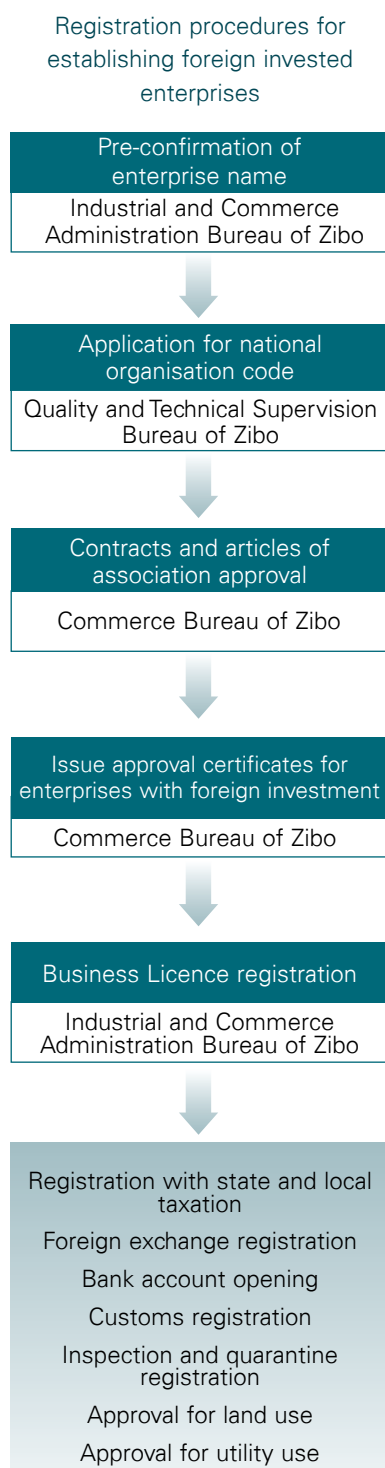 Registration procedures for
establishing foreign invested
enterprises
Pre-confirmation of
enterprise name
Industrial and Commerce
Administration Bureau of Zibo
Application for national
organisation code
Quality and Technical Supervision
Bureau of Zibo
Contracts and articles of
association approval
Commerce Bureau of Zibo
Issue approval certificates for
enterprises with foreign investment
Commerce Bureau of Zibo
Business Licence registration
Industrial and Commerce
Administration Bureau of Zibo
Registration with state and local
taxation
Foreign exchange registration
Bank account opening
Customs registration
Inspection and quarantine
registration
Approval for land use
Approval for utility use